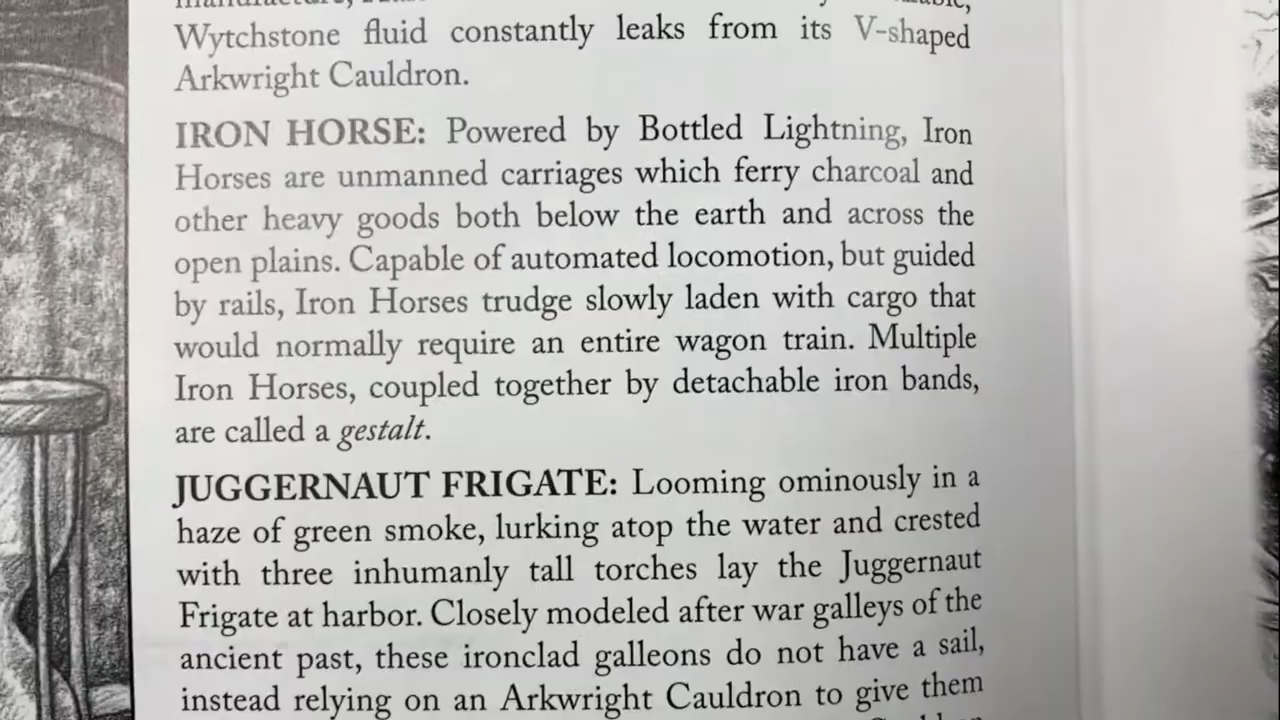 Wytchstone fluid constantly leaks from its V-shaped
Arkwright Cauldron.
IRON HORSE: Powered by Bottled Lightning, Iron
Horses are unmanned carriages which ferry charcoal and
other heavy goods both below the earth and across the
open plains. Capable of automated locomotion, but guided
by rails, Iron Horses trudge slowly laden with cargo that
would normally require an entire wagon train. Multiple
Iron Horses, coupled together by detachable iron bands,
are called a gestalt.
JUGGERNAUT FRIGATE: Looming ominously in a
haze of green smoke, lurking atop the water and crested
with three inhumanly tall torches lay the Juggernaut
Frigate at harbor. Closely modeled after war galleys of the
ancient past, these ironclad galleons do not have a sail,
instead relying on an Arkwright Cauldron to give them